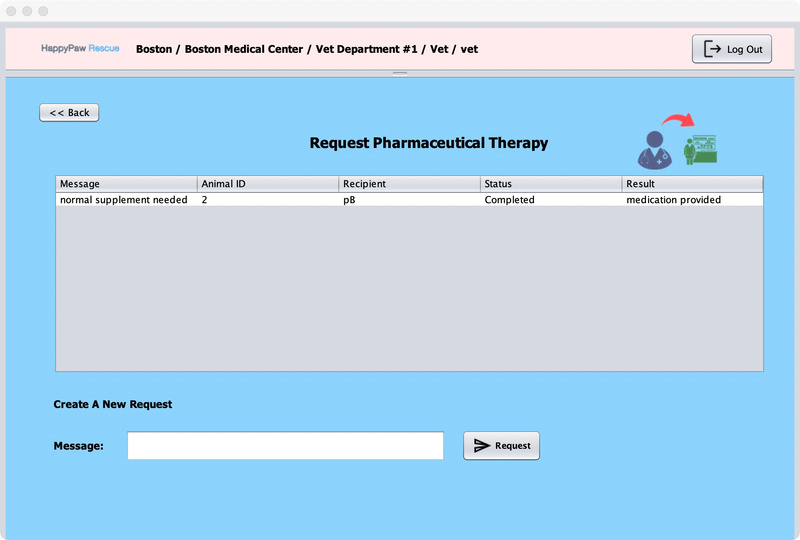 HappyPaw Rescue Boston / Boston Medical Center / Vet Department #1 / Vet / vet Log Out
<< Back
Request Pharmaceutical Therapy
Message Animal ID Recipient Status Result
normal supplement needed 2 pB Completed medication provided
Create A New Request
Message: Request